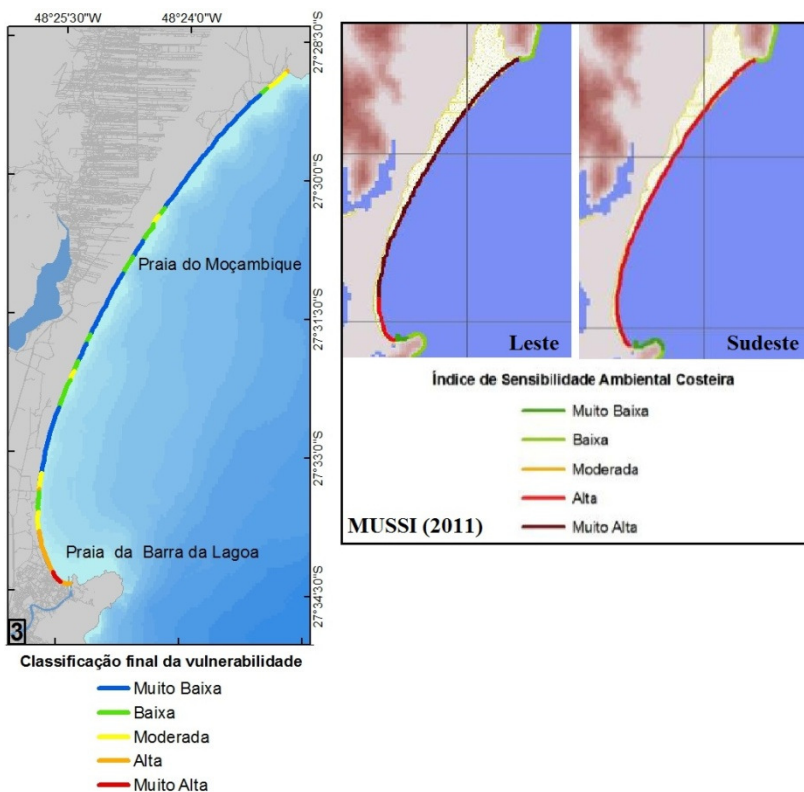 48°25'30"W 48°24'0"W
27°28'30"S
27°30'0"S
Praia do Moçambique
27°31'30"S
27°33'0"S
Praia da Barra da Lagoa
27°34'30"S
3
Classificação final da vulnerabilidade
Muito Baixa
Baixa
Moderada
Alta
Muito Alta
Leste
Sudeste
Índice de Sensibilidade Ambiental Costeira
Muito Baixa
Baixa
Moderada
Alta
Muito Alta
MUSSI (2011)